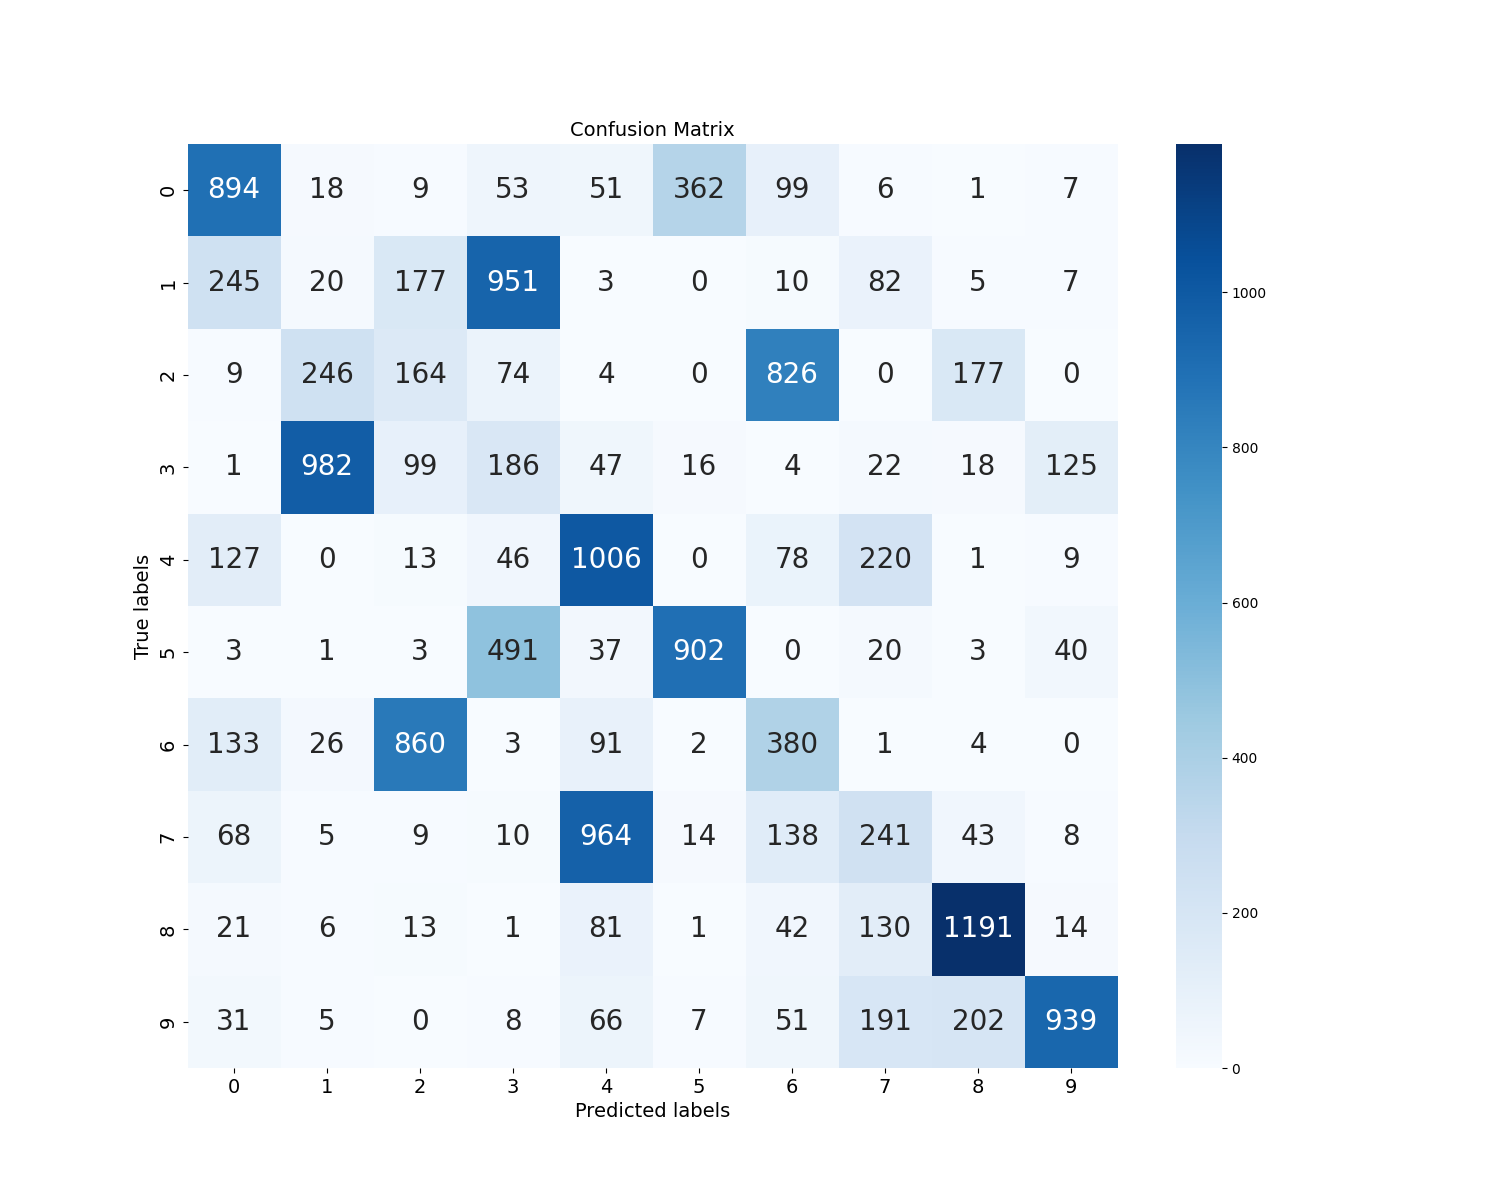 Confusion Matrix
0 894 18 9 53 51 362 99 6 1 7
1 245 20 177 951 3 0 10 82 5 7
2 9 246 164 74 4 0 826 0 177 0
3 1 982 99 186 47 16 4 22 18 125
4 127 0 13 46 1006 0 78 220 1 9
5 3 1 3 491 37 902 0 20 3 40
6 133 26 860 3 91 2 380 1 4 0
7 68 5 9 10 964 14 138 241 43 8
8 21 6 13 1 81 1 42 130 1191 14
9 31 5 0 8 66 7 51 191 202 939
0 1 2 3 4 5 6 7 8 9
Predicted labels
True labels
1000
800
600
400
200
0